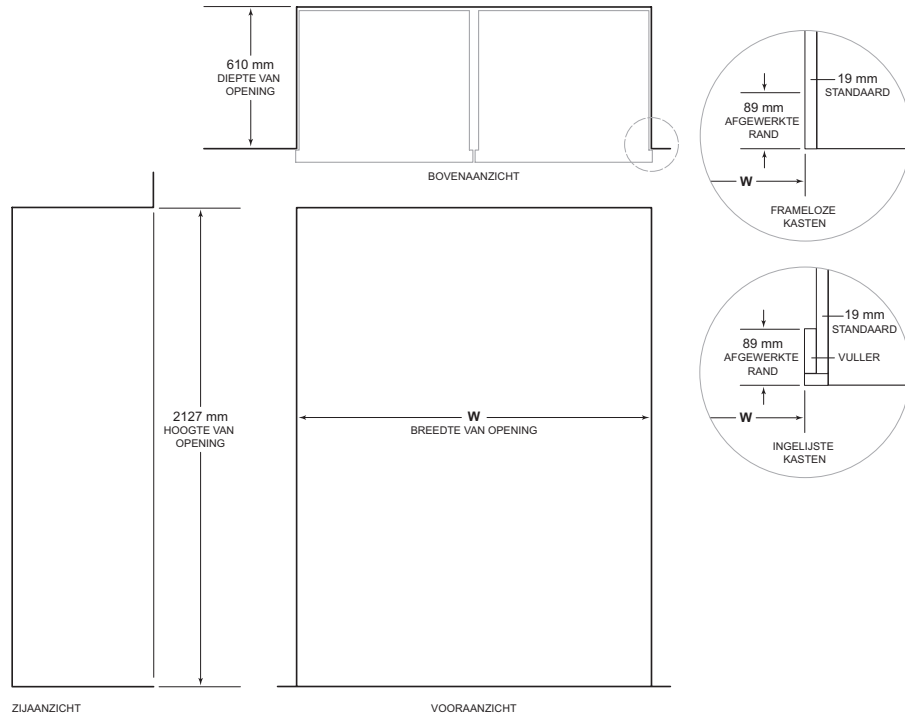 610 mm
DIEPTE VAN
OPENING
BOVENAANZICHT
19 mm
STANDAARD
89 mm
AFGEWERKTE
RAND
W
FRAMELOZE
KASTEN
19 mm
STANDAARD
89 mm
AFGEWERKTE
RAND
VULLER
W
INGELIJSTE
KASTEN
2127 mm
HOOGTE VAN
OPENING
W
BREEDTE VAN OPENING
ZIJAANZICHT
VOORAANZICHT